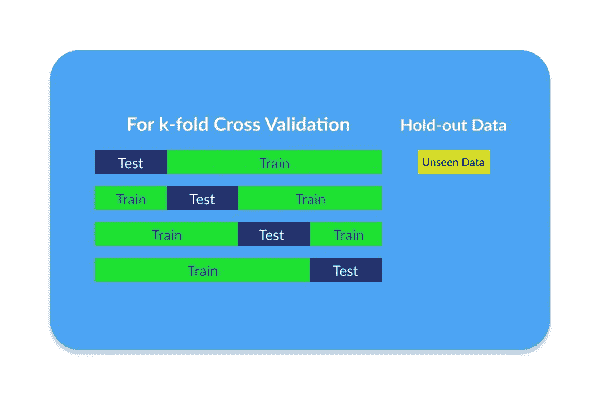 For k-fold Cross Validation
Hold-out Data
Test Train
Unseen Data
Train Test Train
Train Test Train
Train Test